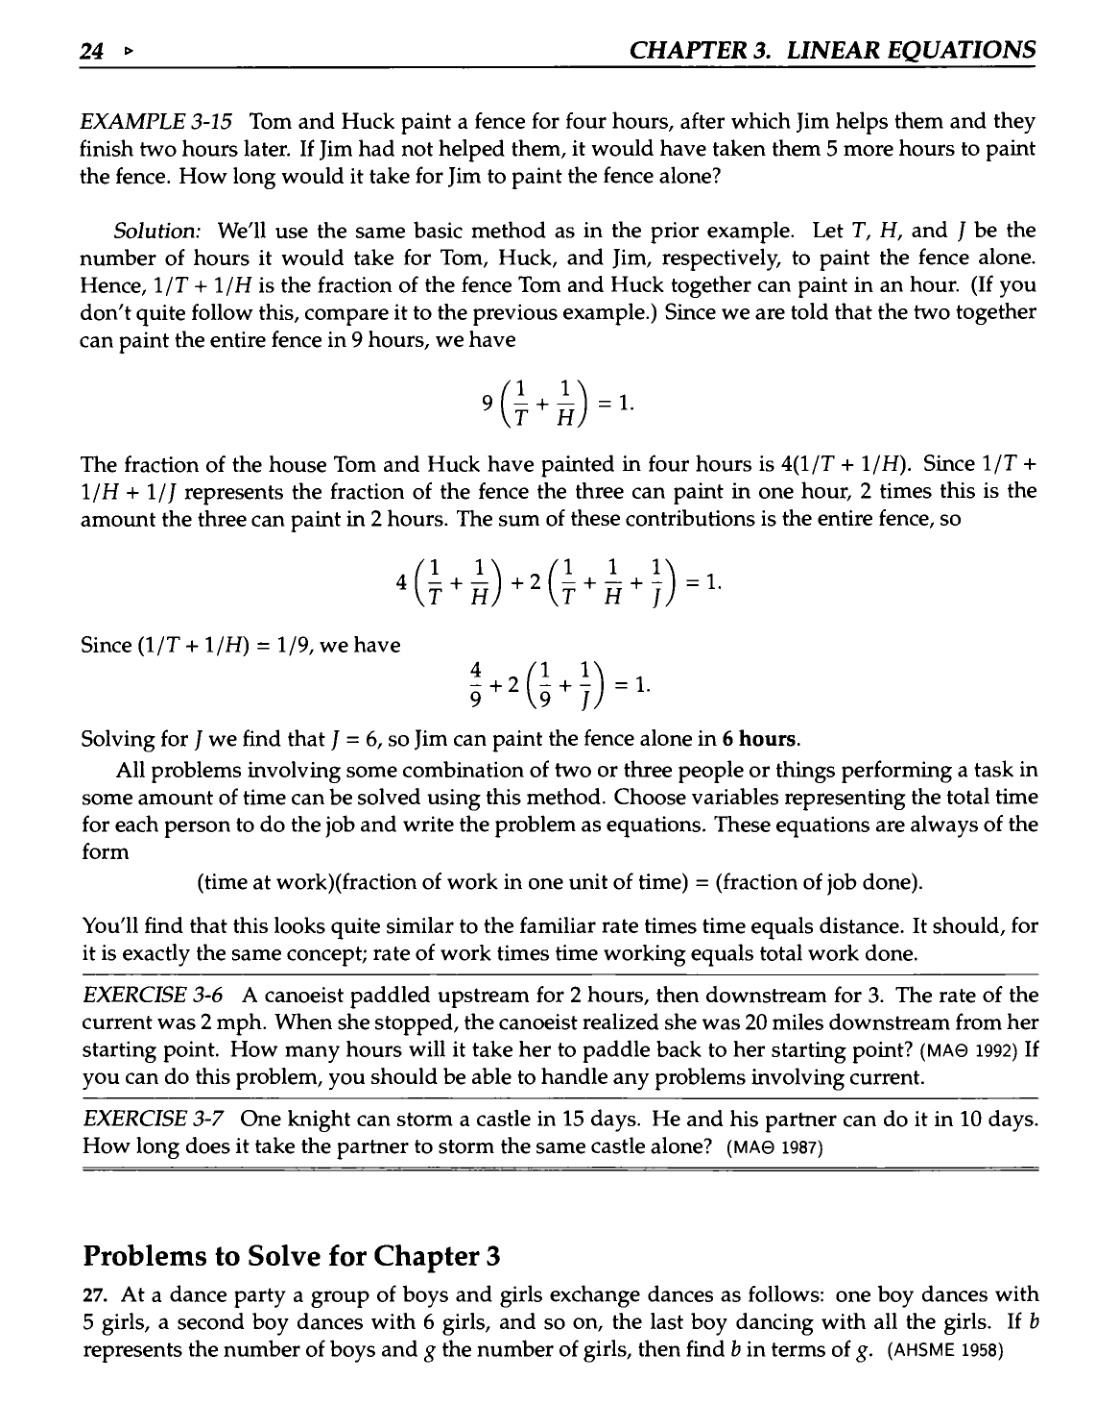 24 ▹ CHAPTER 3. LINEAR EQUATIONS
EXAMPLE 3-15 Tom and Huck paint a fence for four hours, after which Jim helps them and they
finish two hours later. If Jim had not helped them, it would have taken them 5 more hours to paint
the fence. How long would it take for Jim to paint the fence alone?
Solution: We'll use the same basic method as in the prior example. Let T, H, and J be the
number of hours it would take for Tom, Huck, and Jim, respectively, to paint the fence alone.
Hence, 1/T + 1/H is the fraction of the fence Tom and Huck together can paint in an hour. (If you
don't quite follow this, compare it to the previous example.) Since we are told that the two together
can paint the entire fence in 9 hours, we have
9 (1/T + 1/H) = 1.
The fraction of the house Tom and Huck have painted in four hours is 4(1/T + 1/H). Since 1/T +
1/H + 1/J represents the fraction of the fence the three can paint in one hour, 2 times this is the
amount the three can paint in 2 hours. The sum of these contributions is the entire fence, so
4 (1/T + 1/H) + 2 (1/T + 1/H + 1/J) = 1.
Since (1/T + 1/H) = 1/9, we have
4/9 + 2 (1/9 + 1/J) = 1.
Solving for J we find that J = 6, so Jim can paint the fence alone in 6 hours.
All problems involving some combination of two or three people or things performing a task in
some amount of time can be solved using this method. Choose variables representing the total time
for each person to do the job and write the problem as equations. These equations are always of the
form
(time at work)(fraction of work in one unit of time) = (fraction of job done).
You'll find that this looks quite similar to the familiar rate times time equals distance. It should, for
it is exactly the same concept; rate of work times time working equals total work done.
EXERCISE 3-6 A canoeist paddled upstream for 2 hours, then downstream for 3. The rate of the
current was 2 mph. When she stopped, the canoeist realized she was 20 miles downstream from her
starting point. How many hours will it take her to paddle back to her starting point? (MAΘ 1992) If
you can do this problem, you should be able to handle any problems involving current.
EXERCISE 3-7 One knight can storm a castle in 15 days. He and his partner can do it in 10 days.
How long does it take the partner to storm the same castle alone? (MAΘ 1987)
Problems to Solve for Chapter 3
27. At a dance party a group of boys and girls exchange dances as follows: one boy dances with
5 girls, a second boy dances with 6 girls, and so on, the last boy dancing with all the girls. If b
represents the number of boys and g the number of girls, then find b in terms of g. (AHSME 1958)